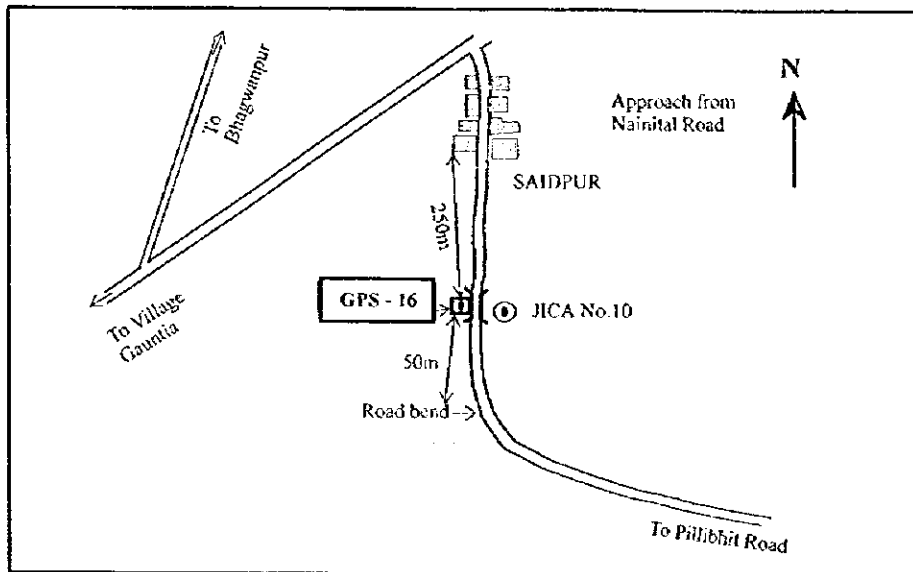 N
To
Bhagwanpur
Approach from
Nainital Road
SAIDPUR
250m
GPS - 16
JICA No.10
To Village
Gauntia
50m
Road bend
To Pillibhit Road